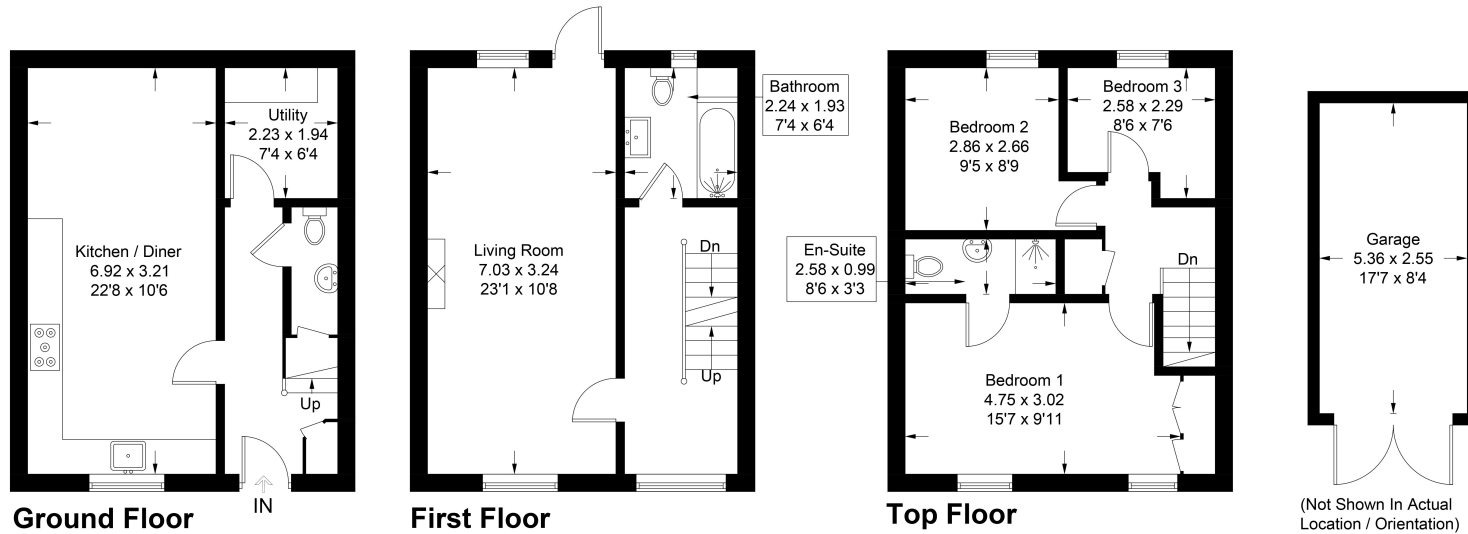 Utility
2.23 x 1.94
7'4 x 6'4
Kitchen / Diner
6.92 x 3.21
22'8 x 10'6
Up
IN
Ground Floor
Bathroom
2.24 x 1.93
7'4 x 6'4
Living Room
7.03 x 3.24
23'1 x 10'8
Dn
Up
First Floor
Bedroom 3
2.58 x 2.29
8'6 x 7'6
Bedroom 2
2.86 x 2.66
9'5 x 8'9
En-Suite
2.58 x 0.99
8'6 x 3'3
Dn
Bedroom 1
4.75 x 3.02
15'7 x 9'11
Top Floor
Garage
5.36 x 2.55
17'7 x 8'4
(Not Shown In Actual
Location / Orientation)